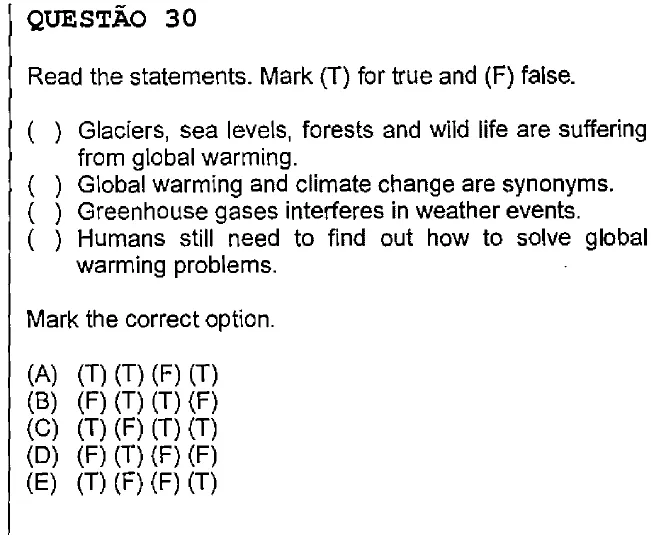 QUESTÃO 30
Read the statements. Mark (T) for true and (F) false.
( ) Glaciers, sea levels, forests and wild life are suffering
from global warming.
( ) Global warming and climate change are synonyms.
( ) Greenhouse gases interferes in weather events.
( ) Humans still need to find out how to solve global
warming problems.
Mark the correct option.
(A) (T) (T) (F) (T)
(B) (F) (T) (T) (F)
(C) (T) (F) (T) (T)
(D) (F) (T) (F) (F)
(E) (T) (F) (F) (T)